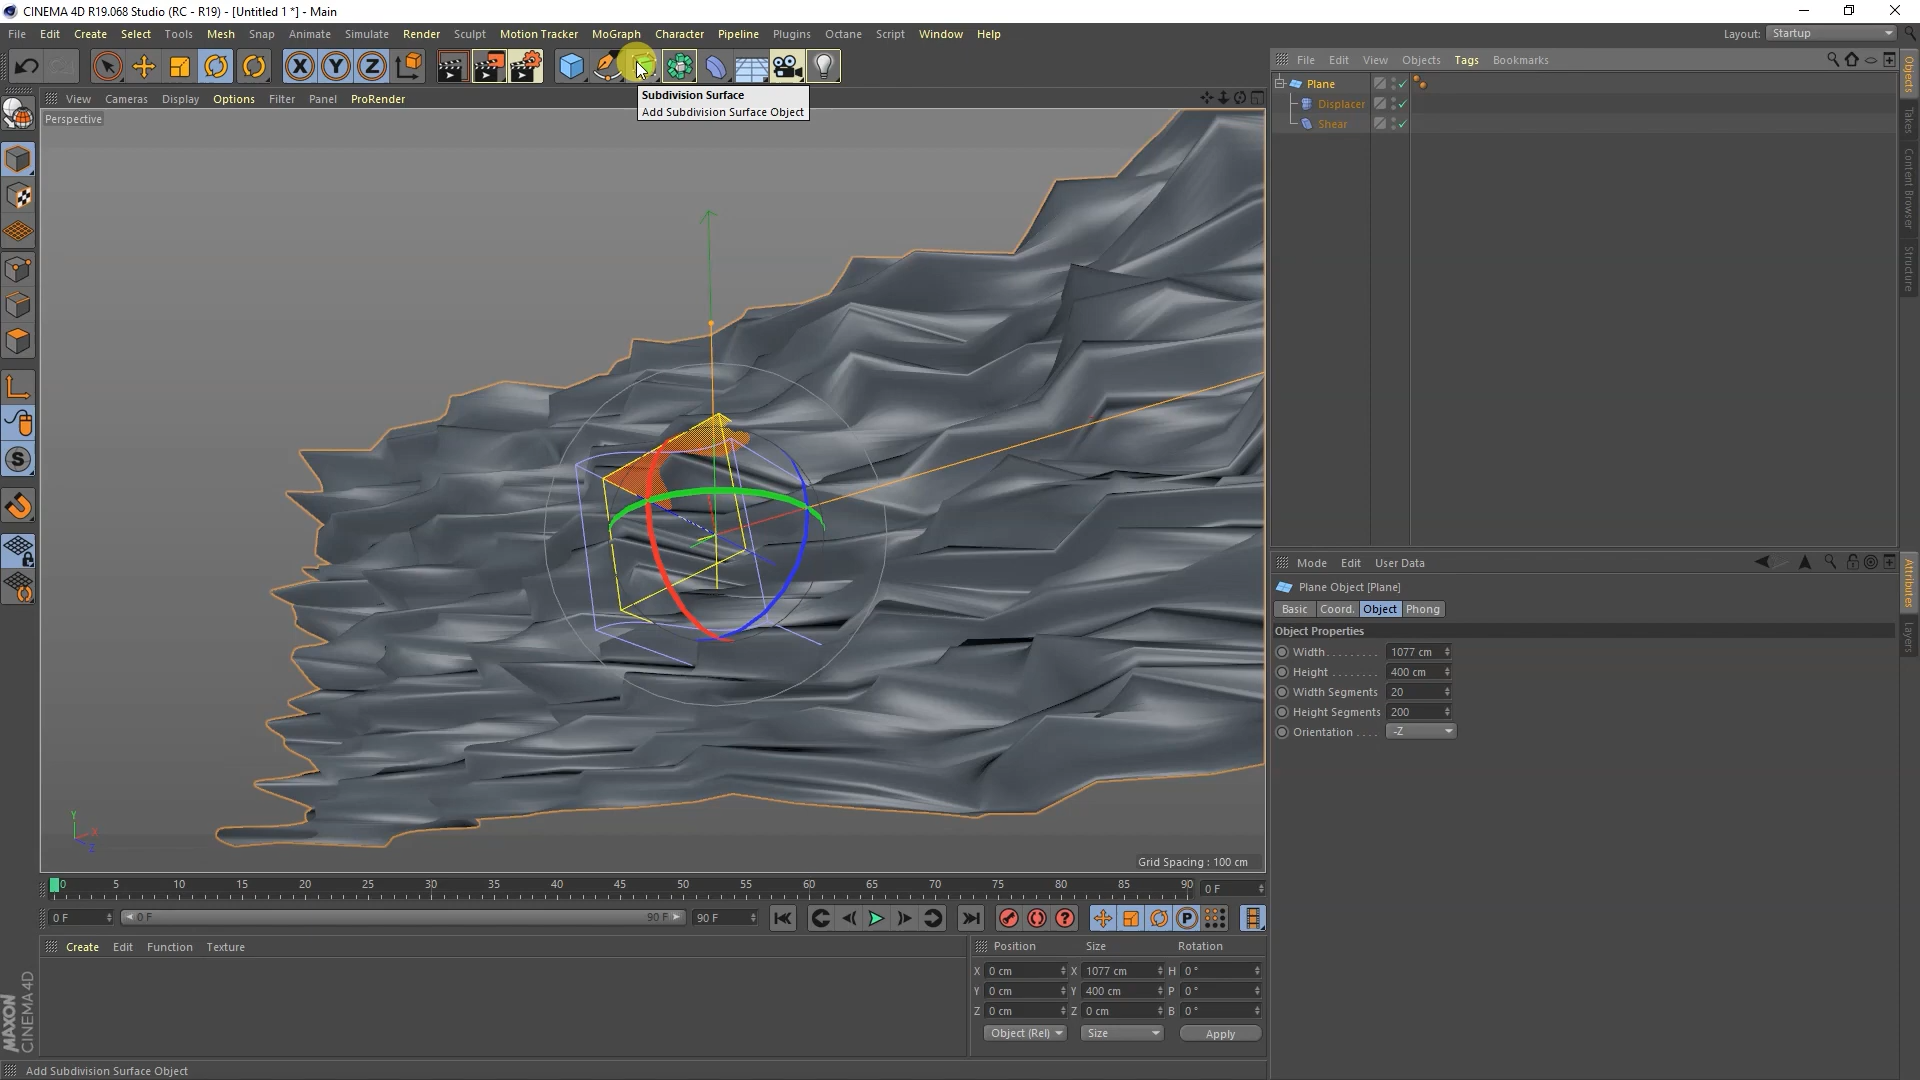 CINEMA 4D R19.068 Studio (RC - R19) - [Untitled 1 *] - Main
File Edit Create Select Tools Mesh Snap Animate Simulate Render Sculpt Motion Tracker MoGraph Character Pipeline Plugins Octane Script Window Help
Layout: Startup
X Y Z
File Edit View Objects Tags Bookmarks
View Cameras Display Options Filter Panel ProRender
Subdivision Surface
Add Subdivision Surface Object
Perspective
Plane
Displacer
Shear
Objects
Takes
Content Browser
Structure
Mode Edit User Data
Plane Object [Plane]
Basic Coord. Object Phong
Object Properties
Width 1077 cm
Height 400 cm
Width Segments 20
Height Segments 200
Orientation -Z
Attributes
Layers
Y
X
Z
Grid Spacing : 100 cm
0 5 10 15 20 25 30 35 40 45 50 55 60 65 70 75 80 85 90 0 F
0 F 0 F 90 F 90 F
Create Edit Function Texture
Position Size Rotation
X 0 cm X 1077 cm H 0 °
Y 0 cm Y 400 cm P 0 °
Z 0 cm Z 0 cm B 0 °
Object (Rel) Size Apply
MAXON
CINEMA 4D
Add Subdivision Surface Object